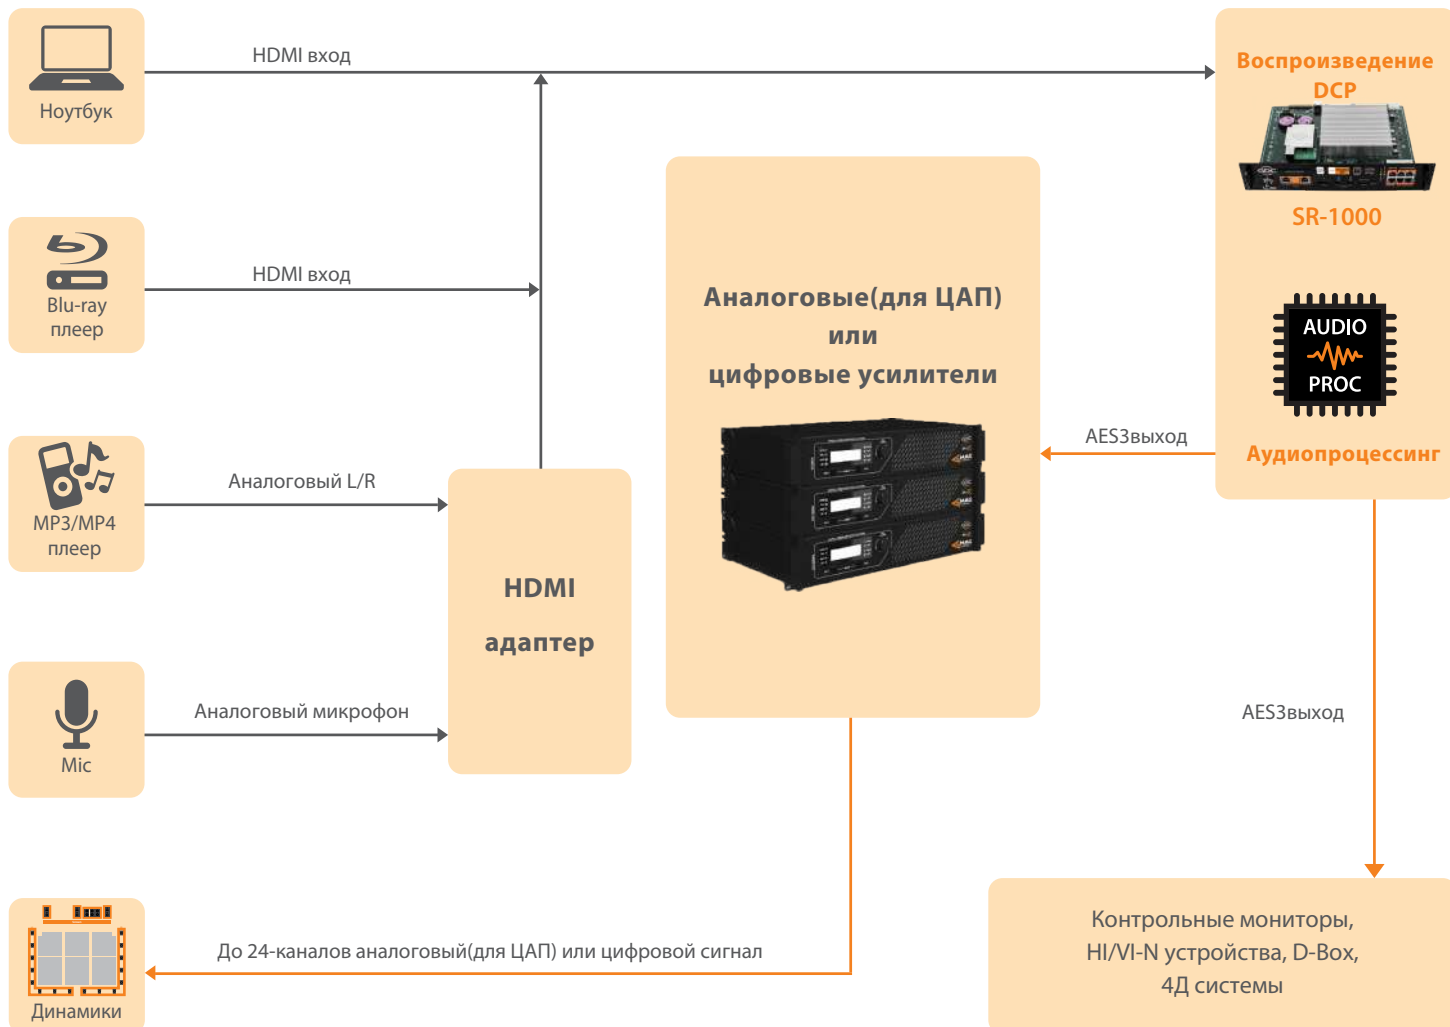 HDMI вход
Ноутбук
Воспроизведение
DCP
SR-1000
HDMI вход
Blu-ray
плеер
Аналоговые(для ЦАП)
или
цифровые усилители
AUDIO
PROC
AES3выход
Аудиопроцессинг
Аналоговый L/R
MP3/MP4
плеер
HDMI
адаптер
Аналоговый микрофон
Mic
AES3выход
До 24-каналов аналоговый(для ЦАП) или цифровой сигнал
Динамики
Контрольные мониторы,
HI/VI-N устройства, D-Box,
4Д системы